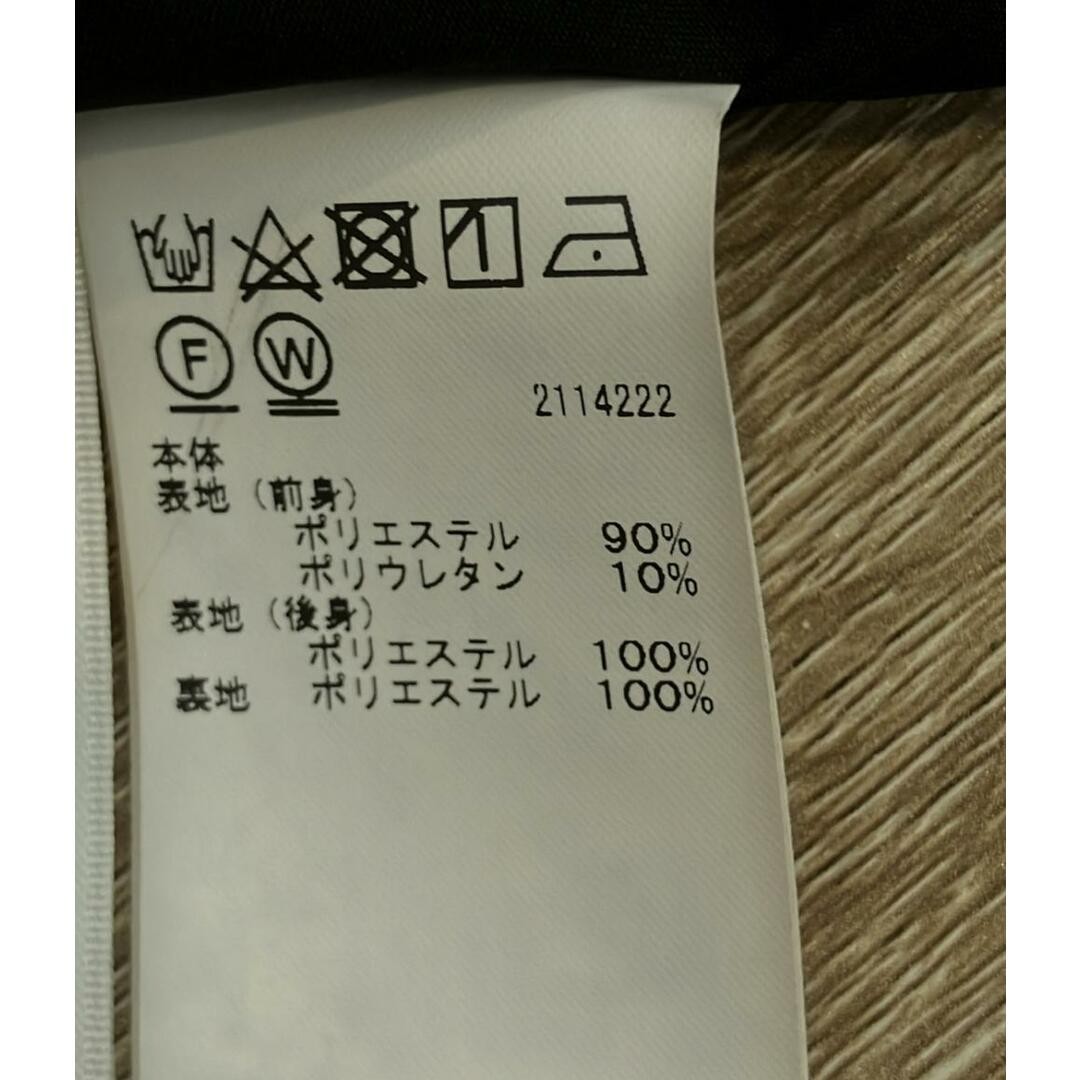 F W
2114222
本体
表地 (前身)
ポリエステル 90%
ポリウレタン 10%
表地 (後身)
ポリエステル 100%
裏地 ポリエステル 100%